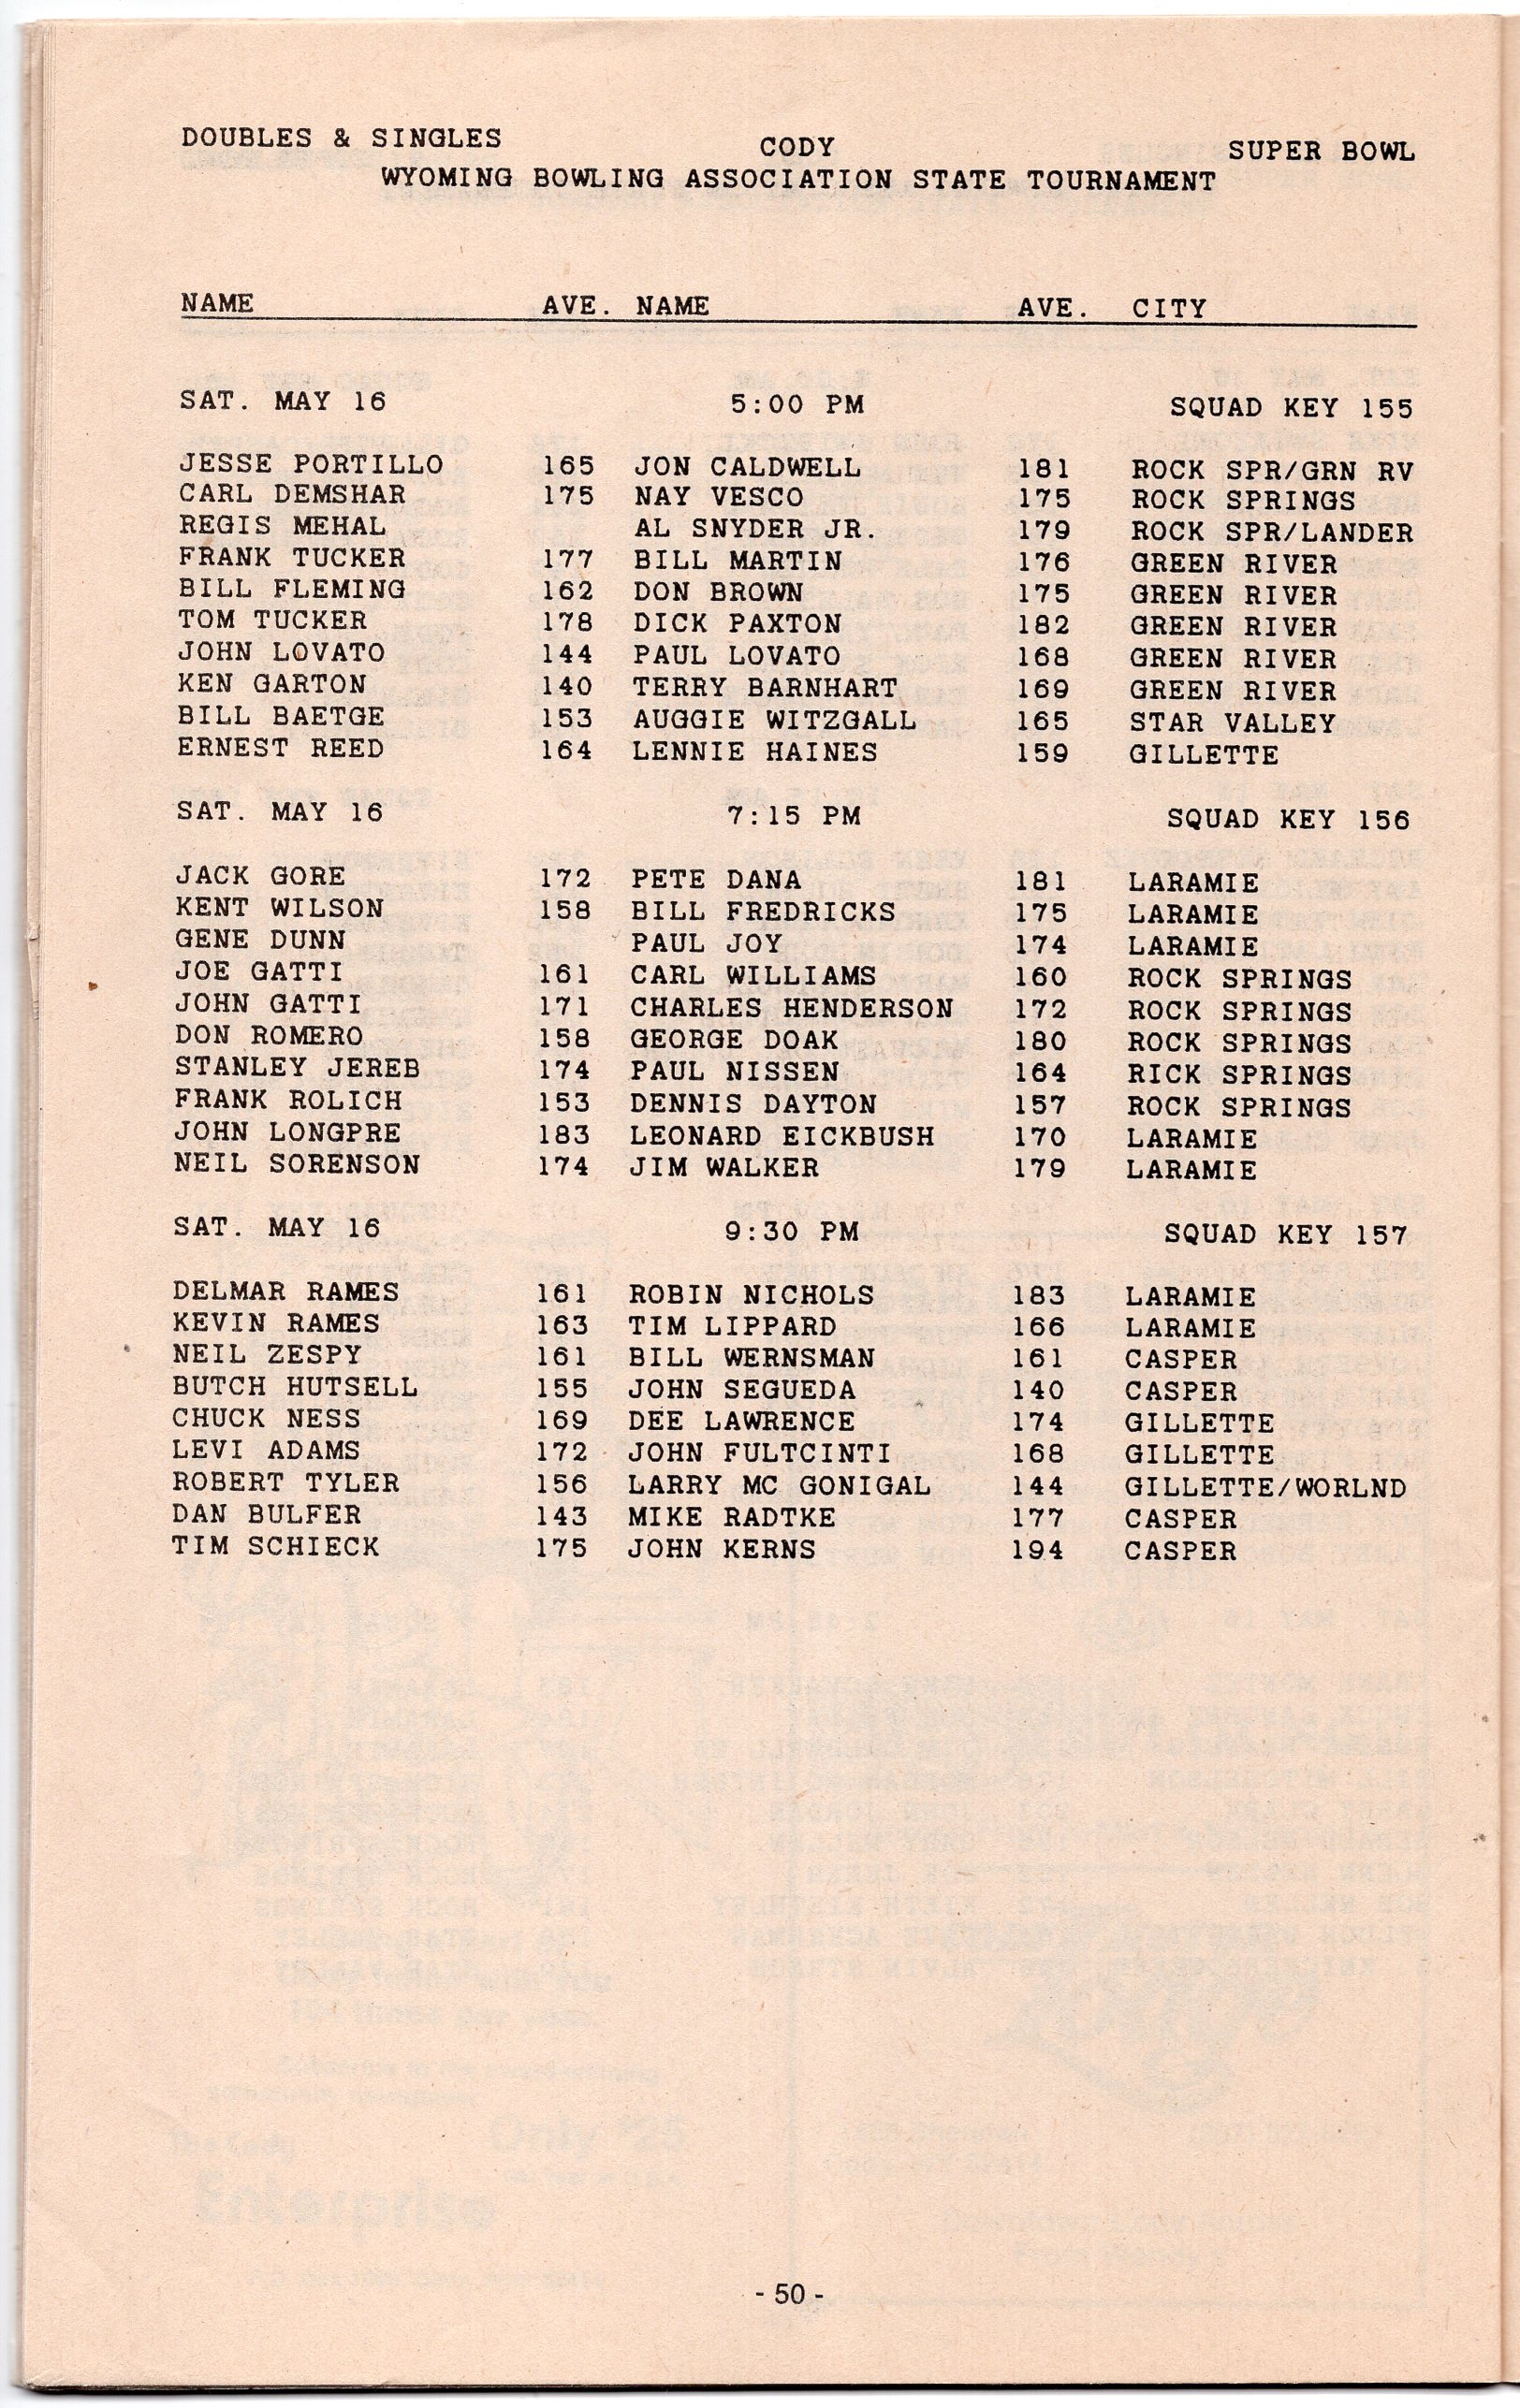 DOUBLES & SINGLES CODY SUPER BOWL
WYOMING BOWLING ASSOCIATION STATE TOURNAMENT
NAME AVE. NAME AVE. CITY
SAT. MAY 16 5:00 PM SQUAD KEY 155
JESSE PORTILLO 165 JON CALDWELL 181 ROCK SPR/GRN RV
CARL DEMSHAR 175 NAY VESCO 175 ROCK SPRINGS
REGIS MEHAL AL SNYDER JR. 179 ROCK SPR/LANDER
FRANK TUCKER 177 BILL MARTIN 176 GREEN RIVER
BILL FLEMING 162 DON BROWN 175 GREEN RIVER
TOM TUCKER 178 DICK PAXTON 182 GREEN RIVER
JOHN LOVATO 144 PAUL LOVATO 168 GREEN RIVER
KEN GARTON 140 TERRY BARNHART 169 GREEN RIVER
BILL BAETGE 153 AUGGIE WITZGALL 165 STAR VALLEY
ERNEST REED 164 LENNIE HAINES 159 GILLETTE
SAT. MAY 16 7:15 PM SQUAD KEY 156
JACK GORE 172 PETE DANA 181 LARAMIE
KENT WILSON 158 BILL FREDRICKS 175 LARAMIE
GENE DUNN PAUL JOY 174 LARAMIE
JOE GATTI 161 CARL WILLIAMS 160 ROCK SPRINGS
JOHN GATTI 171 CHARLES HENDERSON 172 ROCK SPRINGS
DON ROMERO 158 GEORGE DOAK 180 ROCK SPRINGS
STANLEY JEREB 174 PAUL NISSEN 164 RICK SPRINGS
FRANK ROLICH 153 DENNIS DAYTON 157 ROCK SPRINGS
JOHN LONGPRE 183 LEONARD EICKBUSH 170 LARAMIE
NEIL SORENSON 174 JIM WALKER 179 LARAMIE
SAT. MAY 16 9:30 PM SQUAD KEY 157
DELMAR RAMES 161 ROBIN NICHOLS 183 LARAMIE
KEVIN RAMES 163 TIM LIPPARD 166 LARAMIE
NEIL ZESPY 161 BILL WERNSMAN 161 CASPER
BUTCH HUTSELL 155 JOHN SEGUEDA 140 CASPER
CHUCK NESS 169 DEE LAWRENCE 174 GILLETTE
LEVI ADAMS 172 JOHN FULTCINTI 168 GILLETTE
ROBERT TYLER 156 LARRY MC GONIGAL 144 GILLETTE/WORLND
DAN BULFER 143 MIKE RADTKE 177 CASPER
TIM SCHIECK 175 JOHN KERNS 194 CASPER
- 50 -